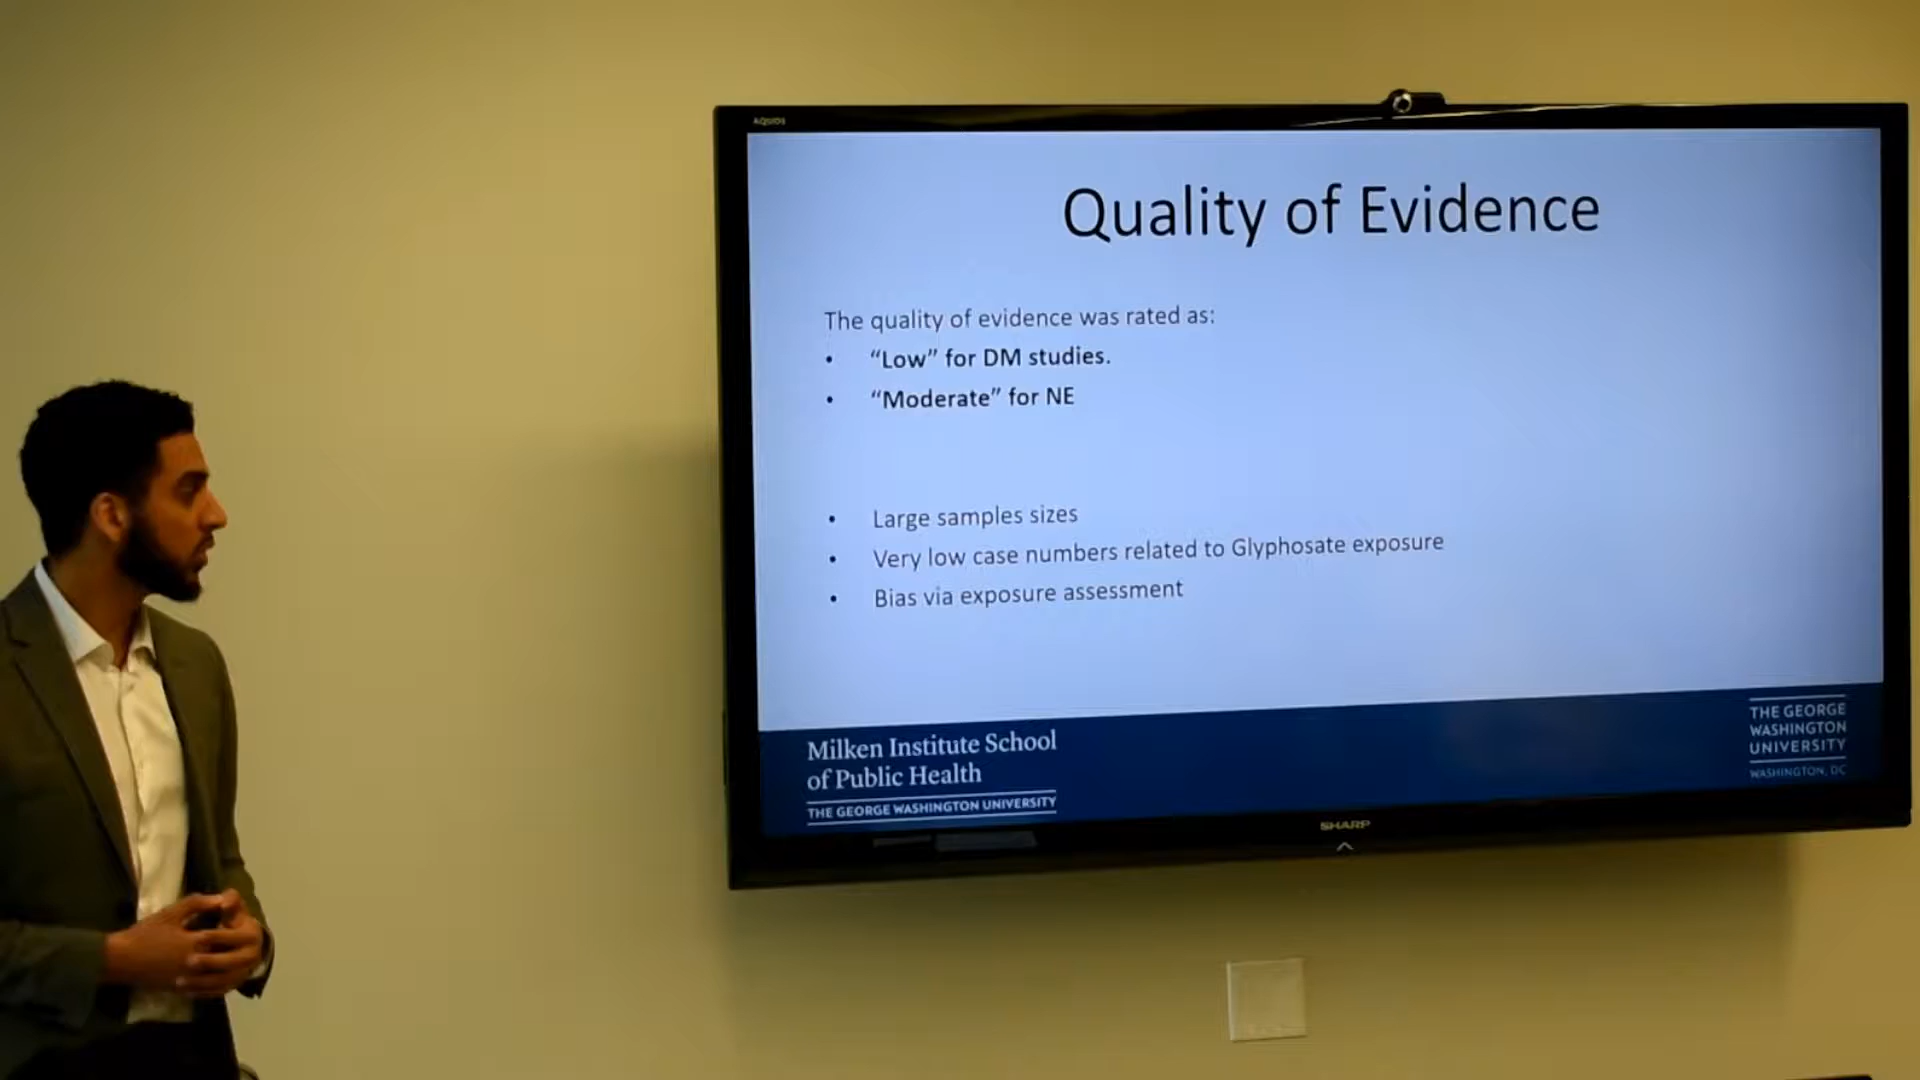 AQUOS
Quality of Evidence
The quality of evidence was rated as:
• “Low” for DM studies.
• “Moderate” for NE
• Large samples sizes
• Very low case numbers related to Glyphosate exposure
• Bias via exposure assessment
Milken Institute School
of Public Health
THE GEORGE WASHINGTON UNIVERSITY
THE GEORGE
WASHINGTON
UNIVERSITY
WASHINGTON, DC
SHARP